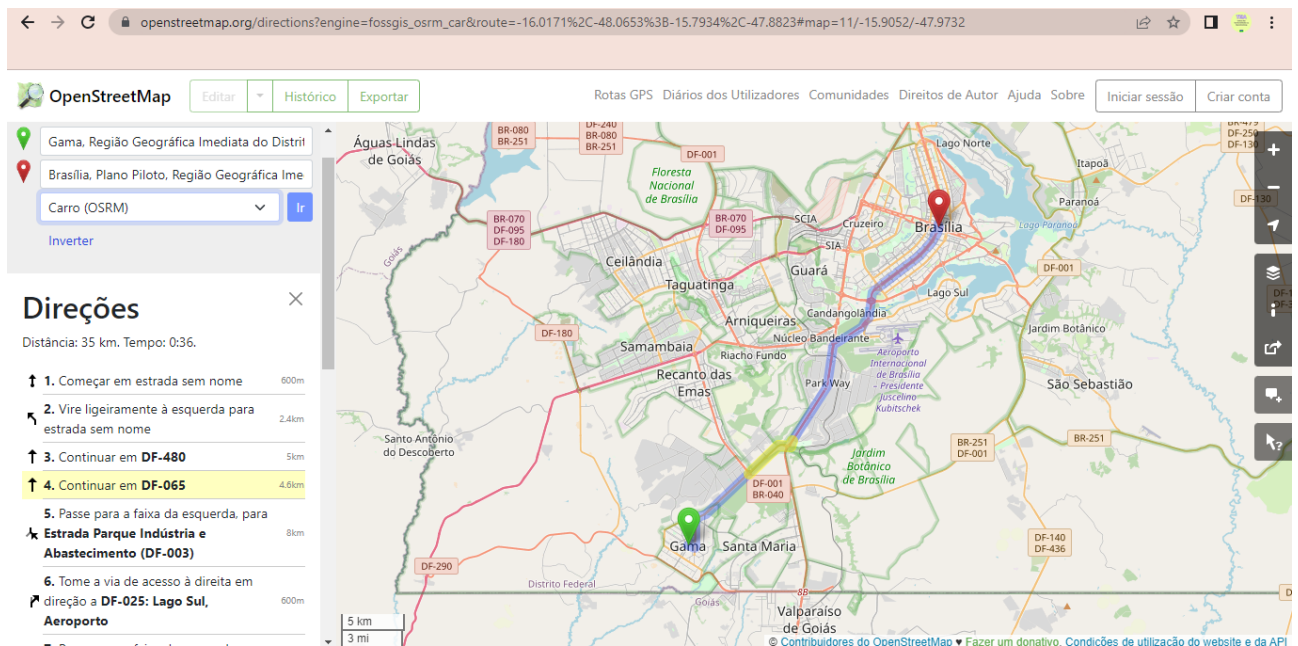 openstreetmap.org/directions?engine=fossgis_osrm_car&route=-16.0171%2C-48.0653%3B-15.7934%2C-47.8823#map=11/-15.9052/-47.9732
OpenStreetMap
Editar
Histórico
Exportar
Rotas GPS Diários dos Utilizadores Comunidades Direitos de Autor Ajuda Sobre
Iniciar sessão
Criar conta
Gama, Região Geográfica Imediata do Distrit
Brasília, Plano Piloto, Região Geográfica Ime
Carro (OSRM)
Ir
Inverter
Direções
Distância: 35 km. Tempo: 0:36.
1. Começar em estrada sem nome 600m
2. Vire ligeiramente à esquerda para
estrada sem nome 2.4km
3. Continuar em DF-480 5km
4. Continuar em DF-065 4.6km
5. Passe para a faixa da esquerda, para
Estrada Parque Indústria e 8km
Abastecimento (DF-003)
6. Tome a via de acesso à direita em
direção a DF-025: Lago Sul, 600m
Aeroporto
Águas Lindas
de Goiás
BR-080
BR-251
DF-240
BR-080
BR-251
DF-001
Floresta
Nacional
de Brasília
Lago Norte
BR-479
DF-250
DF-130
Itapoã
Paranoá
DF-130
BR-070
DF-095
DF-180
BR-070
DF-095
SCIA
Cruzeiro
Brasília
Lago Paranoá
SIA
Goiás
Ceilândia
Guará
DF-001
Taguatinga
Lago Sul
Candangolândia
Arniqueiras
DF-180
Núcleo Bandeirante
Jardim Botânico
Samambaia
Riacho Fundo
Aeroporto
Internacional
de Brasília
- Presidente
Juscelino
Kubitschek
Recanto das
Emas
Park Way
São Sebastião
Santo Antônio
do Descoberto
BR-251
DF-001
BR-251
Jardim
Botânico
de Brasília
DF-001
BR-040
Gama
Santa Maria
DF-140
DF-436
DF-290
Distrito Federal
Goiás
8B
Valparaíso
de Goiás
5 km
3 mi
© Contribuidores do OpenStreetMap ♥ Fazer um donativo. Condições de utilização do website e da API